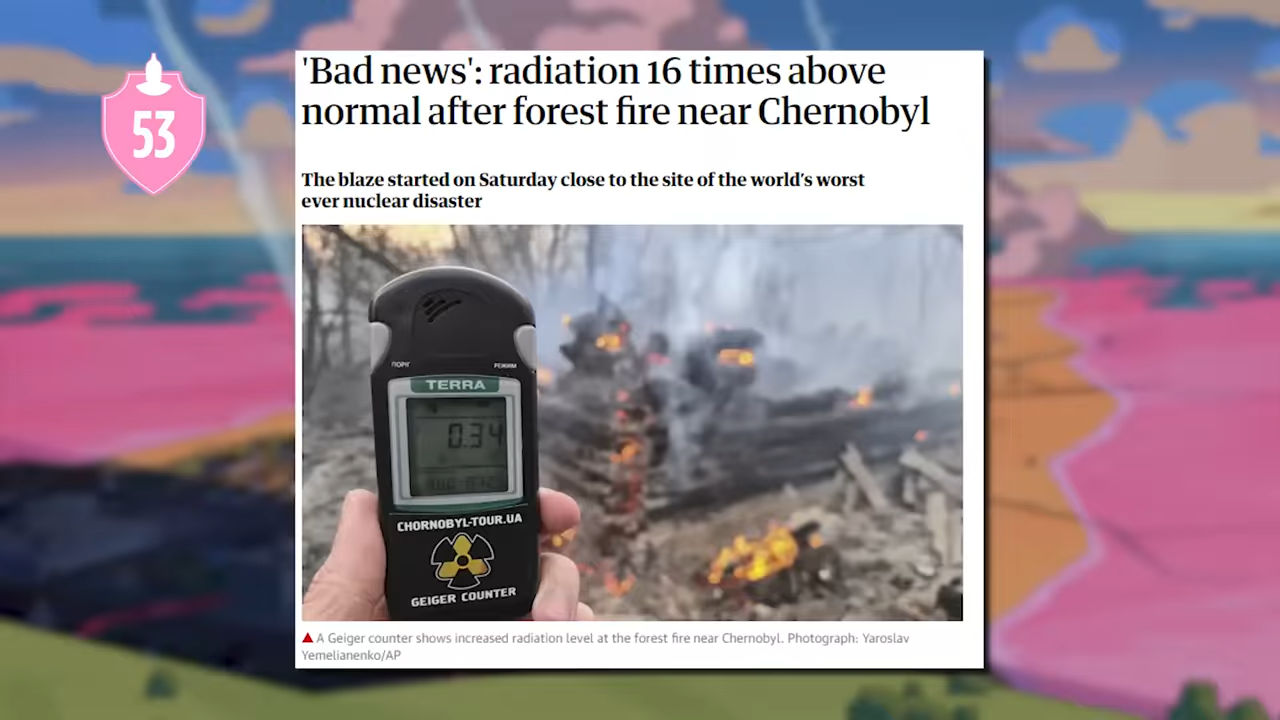 53
'Bad news': radiation 16 times above
normal after forest fire near Chernobyl
The blaze started on Saturday close to the site of the world's worst
ever nuclear disaster
ПОРІГ
РЕЖИМ
TERRA
0.34
CHORNOBYL-TOUR.UA
GEIGER COUNTER
A Geiger counter shows increased radiation level at the forest fire near Chernobyl. Photograph: Yaroslav
Yemelianenko/AP